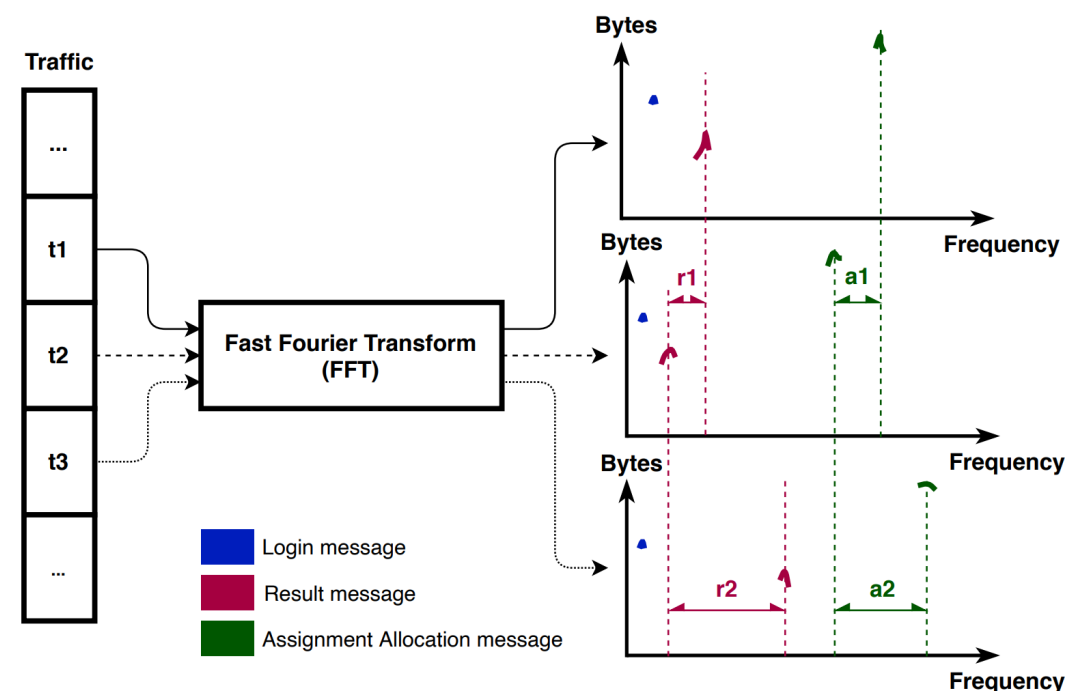 Traffic
...
t1
t2
t3
...
Fast Fourier Transform
(FFT)
Bytes
Frequency
Bytes
r1
a1
Frequency
Bytes
r2
a2
Frequency
Login message
Result message
Assignment Allocation message